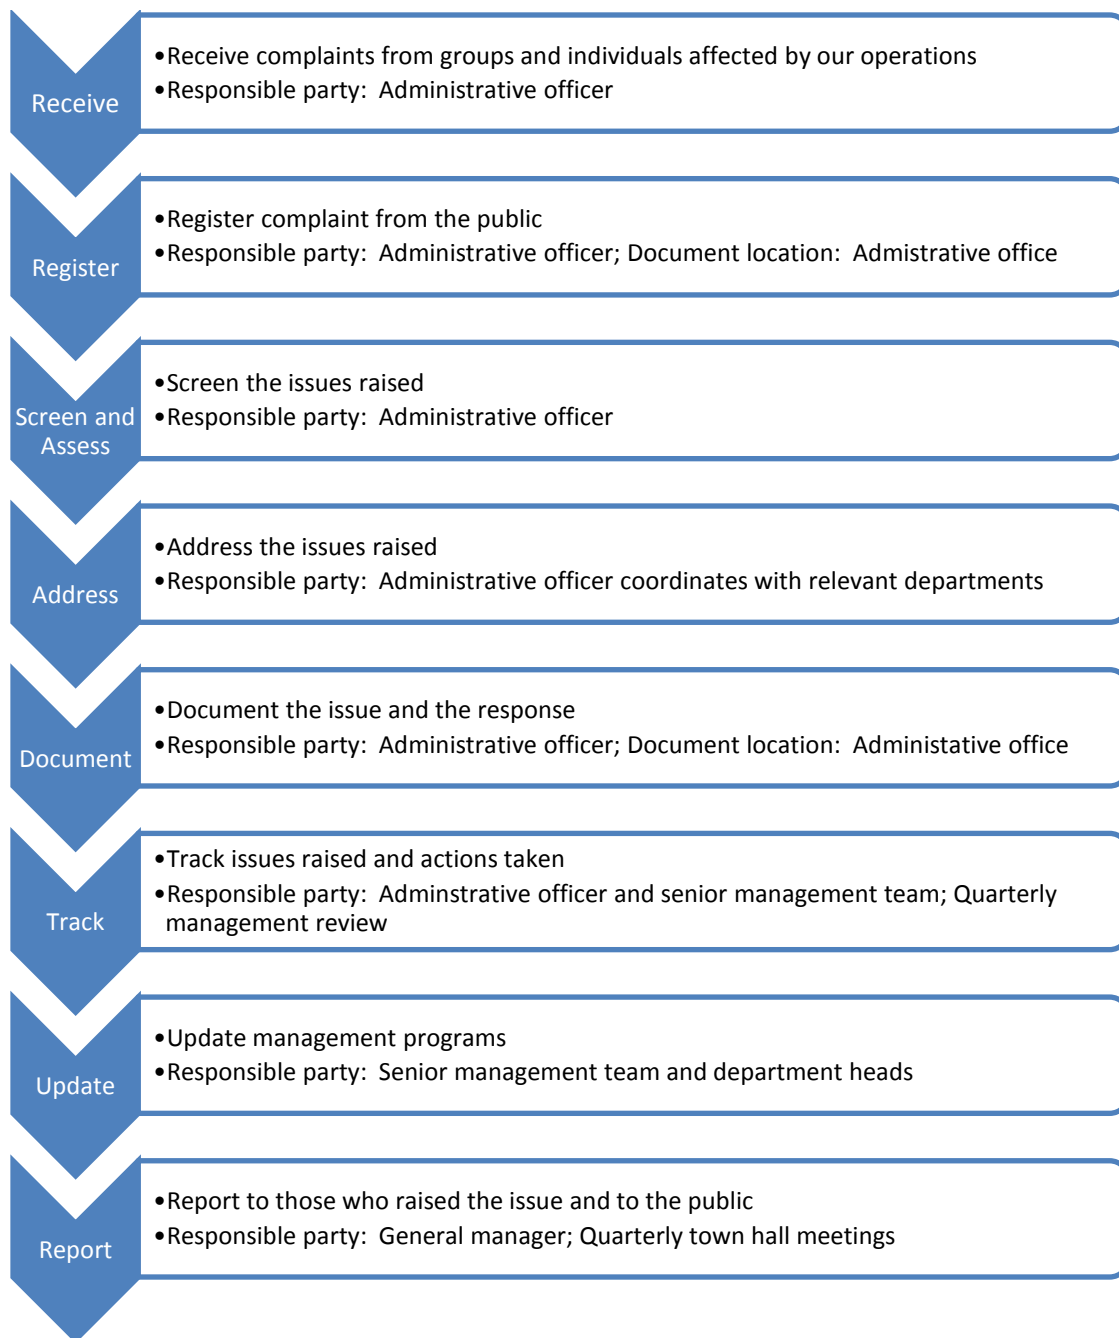 Receive
•Receive complaints from groups and individuals affected by our operations
•Responsible party:  Administrative officer
Register
•Register complaint from the public
•Responsible party:  Administrative officer; Document location:  Admistrative office
Screen and
Assess
•Screen the issues raised
•Responsible party:  Administrative officer
Address
•Address the issues raised
•Responsible party:  Administrative officer coordinates with relevant departments
Document
•Document the issue and the response
•Responsible party:  Administrative officer; Document location:  Administative office
Track
•Track issues raised and actions taken
•Responsible party:  Adminstrative officer and senior management team; Quarterly
management review
Update
•Update management programs
•Responsible party:  Senior management team and department heads
Report
•Report to those who raised the issue and to the public
•Responsible party:  General manager; Quarterly town hall meetings